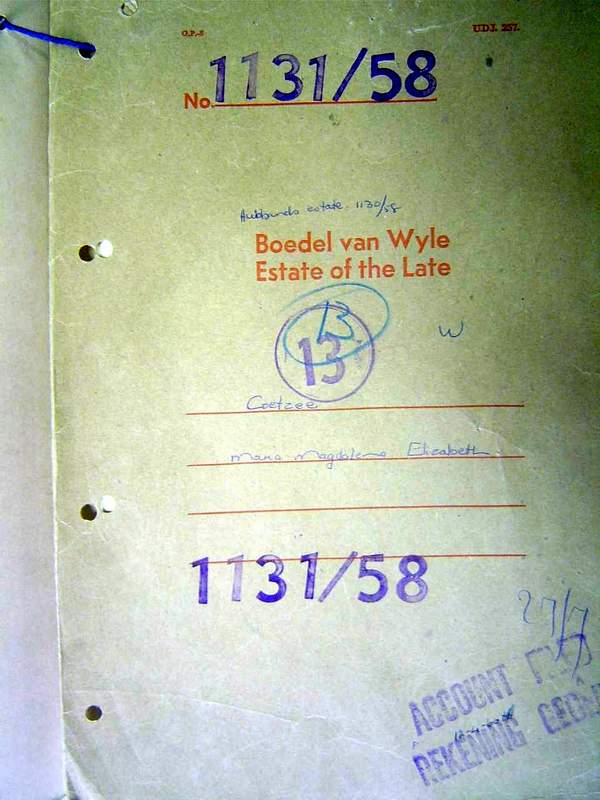 O.P.-S
UDJ. 257.
No. 1131/58
Husbands estate 1130/58
Boedel van Wyle
Estate of the Late
13
13
W
Coetzee
Maria Magdalena Elizabeth
1131/58
27/7
ACCOUNT
REKENING